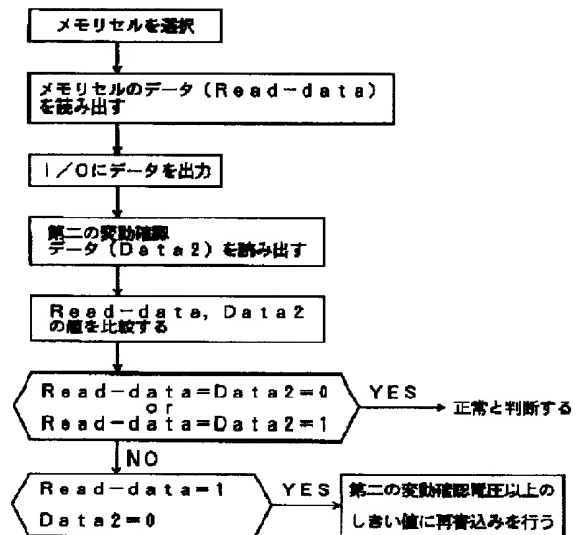 メモリセルを選択
メモリセルのデータ（Read－data）
を読み出す
I／Oにデータを出力
第二の変動確認
データ（Data2）を読み出す
Read－data，Data2
の値を比較する
Read－data＝Data2＝0
or
Read－data＝Data2＝1
YES
正常と判断する
NO
Read－data＝1
Data2＝0
YES
第二の変動確認電圧以上の
しきい値に再書込みを行う